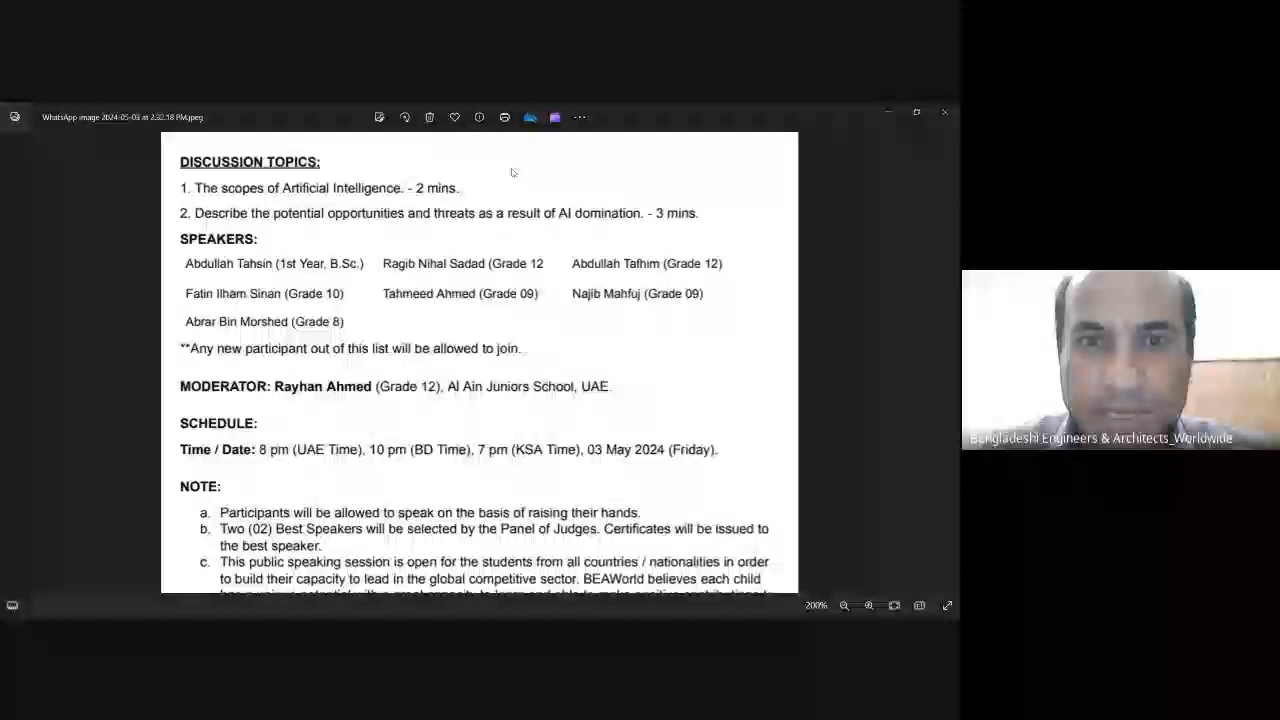 WhatsApp Image 2024-05-03 at 2.32.18 PM.jpeg
DISCUSSION TOPICS:
1. The scopes of Artificial Intelligence. - 2 mins.
2. Describe the potential opportunities and threats as a result of AI domination. - 3 mins.
SPEAKERS:
Abdullah Tahsin (1st Year, B.Sc.) Ragib Nihal Sadad (Grade 12 Abdullah Tafhim (Grade 12)
Fatin Ilham Sinan (Grade 10) Tahmeed Ahmed (Grade 09) Najib Mahfuj (Grade 09)
Abrar Bin Morshed (Grade 8)
**Any new participant out of this list will be allowed to join.
MODERATOR: Rayhan Ahmed (Grade 12), Al Ain Juniors School, UAE.
SCHEDULE:
Time / Date: 8 pm (UAE Time), 10 pm (BD Time), 7 pm (KSA Time), 03 May 2024 (Friday).
NOTE:
a. Participants will be allowed to speak on the basis of raising their hands.
b. Two (02) Best Speakers will be selected by the Panel of Judges. Certificates will be issued to
the best speaker.
c. This public speaking session is open for the students from all countries / nationalities in order
to build their capacity to lead in the global competitive sector. BEAWorld believes each child
200%
Bengladeshi Engineers & Architects_Worldwide